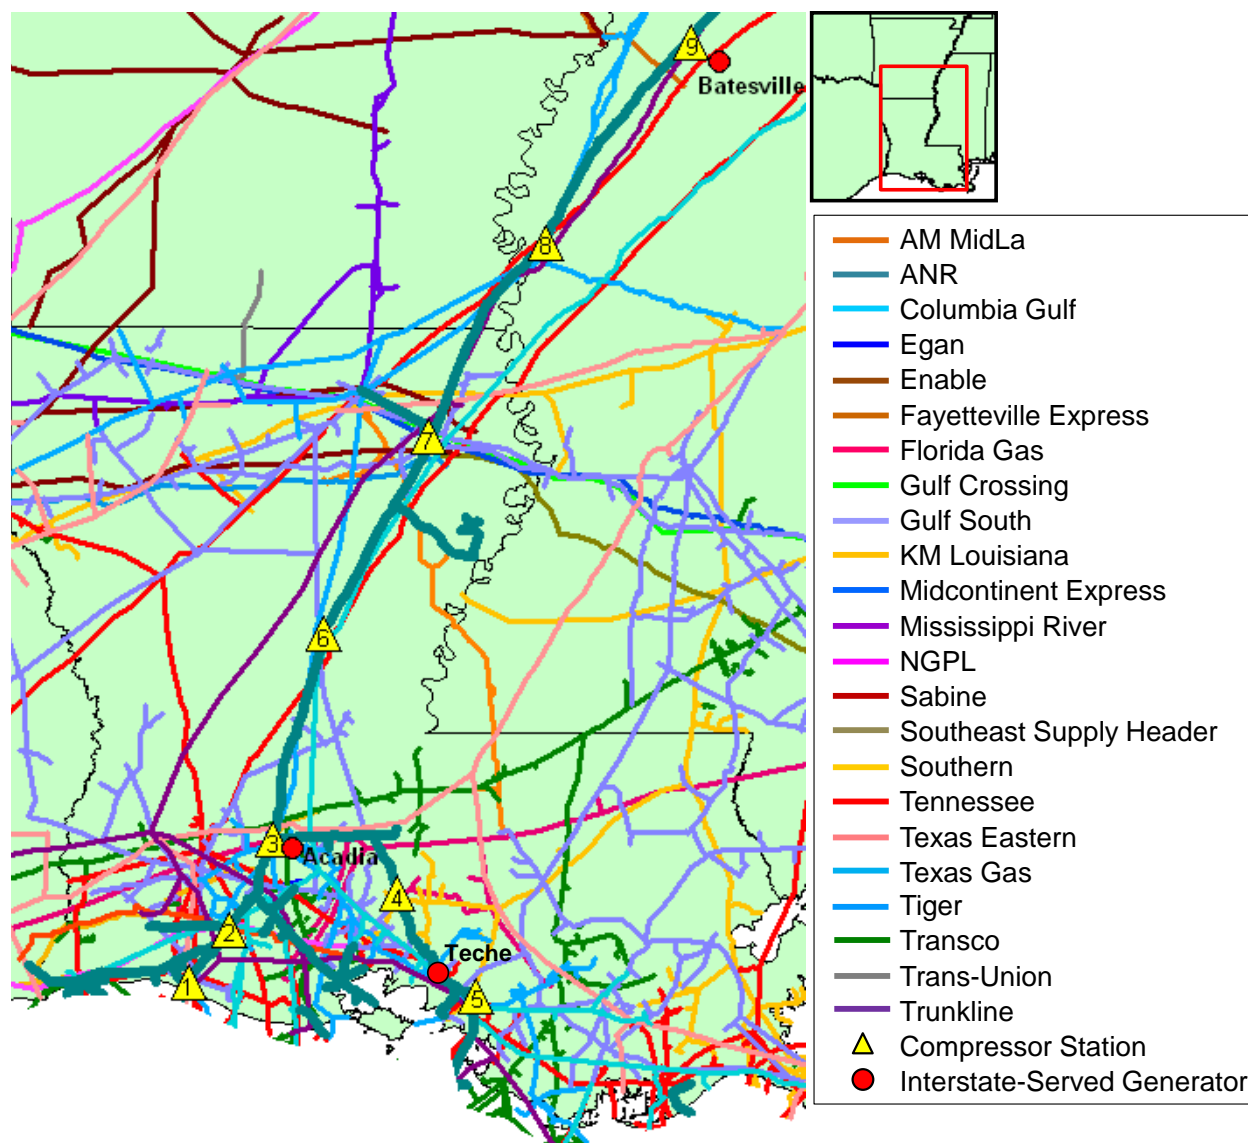 9
Batesville
8
7
6
3
Acadia
4
2
Teche
1
5
AM MidLa
ANR
Columbia Gulf
Egan
Enable
Fayetteville Express
Florida Gas
Gulf Crossing
Gulf South
KM Louisiana
Midcontinent Express
Mississippi River
NGPL
Sabine
Southeast Supply Header
Southern
Tennessee
Texas Eastern
Texas Gas
Tiger
Transco
Trans-Union
Trunkline
Compressor Station
Interstate-Served Generator